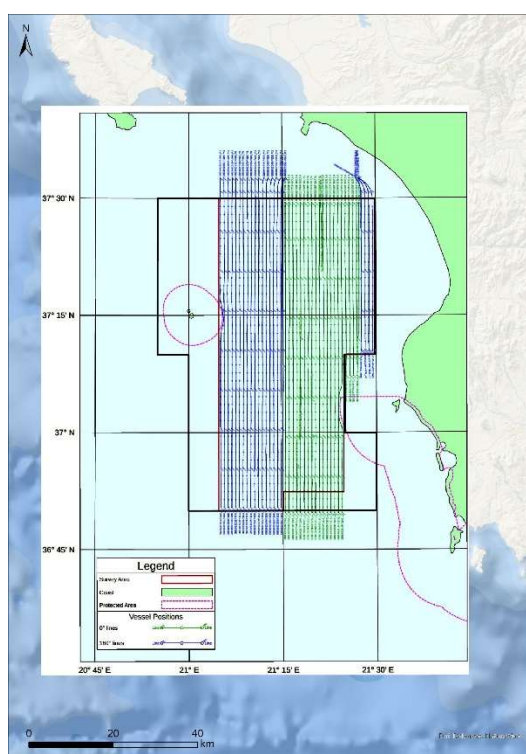 N
37° 30' N
37° 15' N
37° N
36° 45' N
Legend
Survey Area
Coast
Protected Area
Vessel Positions
0° lines
180° lines
20° 45' E
21° E
21° 15' E
21° 30' E
0 20 40
km